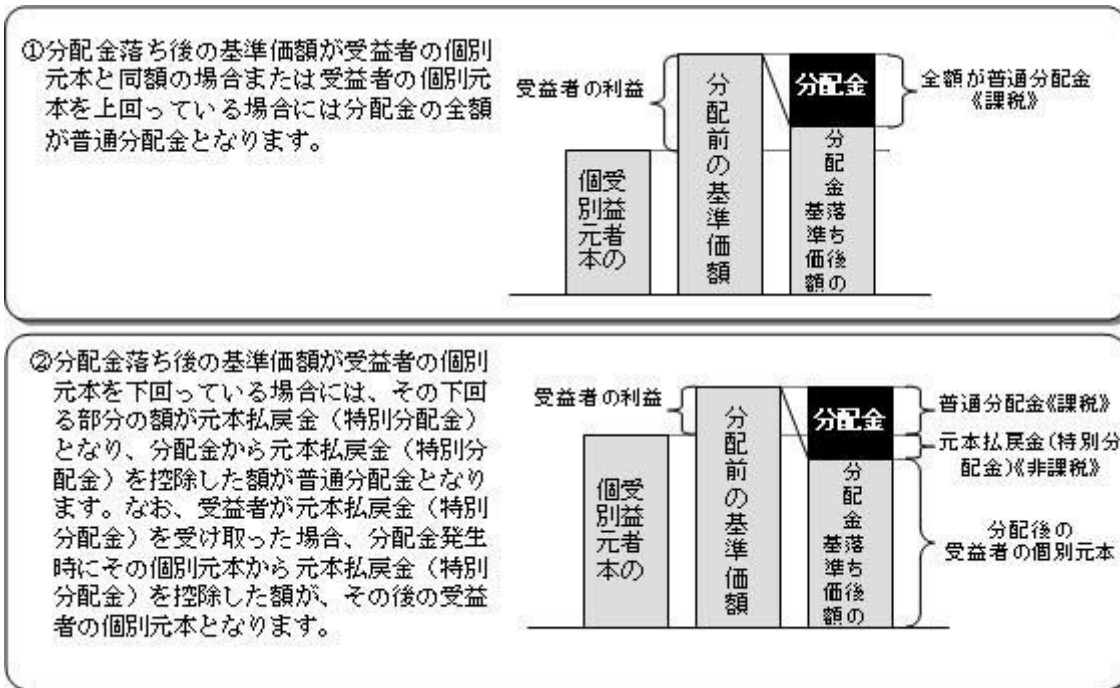 ①分配金落ち後の基準価額が受益者の個別
元本と同額の場合または受益者の個別元
本を上回っている場合には分配金の全額
が普通分配金となります。
受益者の利益
受益者の
個別元本
分配前の基準価額
分配金
分配金落ち後の
基準価額
全額が普通分配金
《課税》
②分配金落ち後の基準価額が受益者の個別
元本を下回っている場合には、その下回
る部分の額が元本払戻金(特別分配金)
となり、分配金から元本払戻金(特別分
配金)を控除した額が普通分配金となり
ます。なお、受益者が元本払戻金(特別
分配金)を受け取った場合、分配金発生
時にその個別元本から元本払戻金(特別
分配金)を控除した額が、その後の受益
者の個別元本となります。
受益者の利益
受益者の
個別元本
分配前の基準価額
分配金
分配金落ち後の
基準価額
普通分配金《課税》
元本払戻金(特別分
配金)《非課税》
分配後の
受益者の個別元本